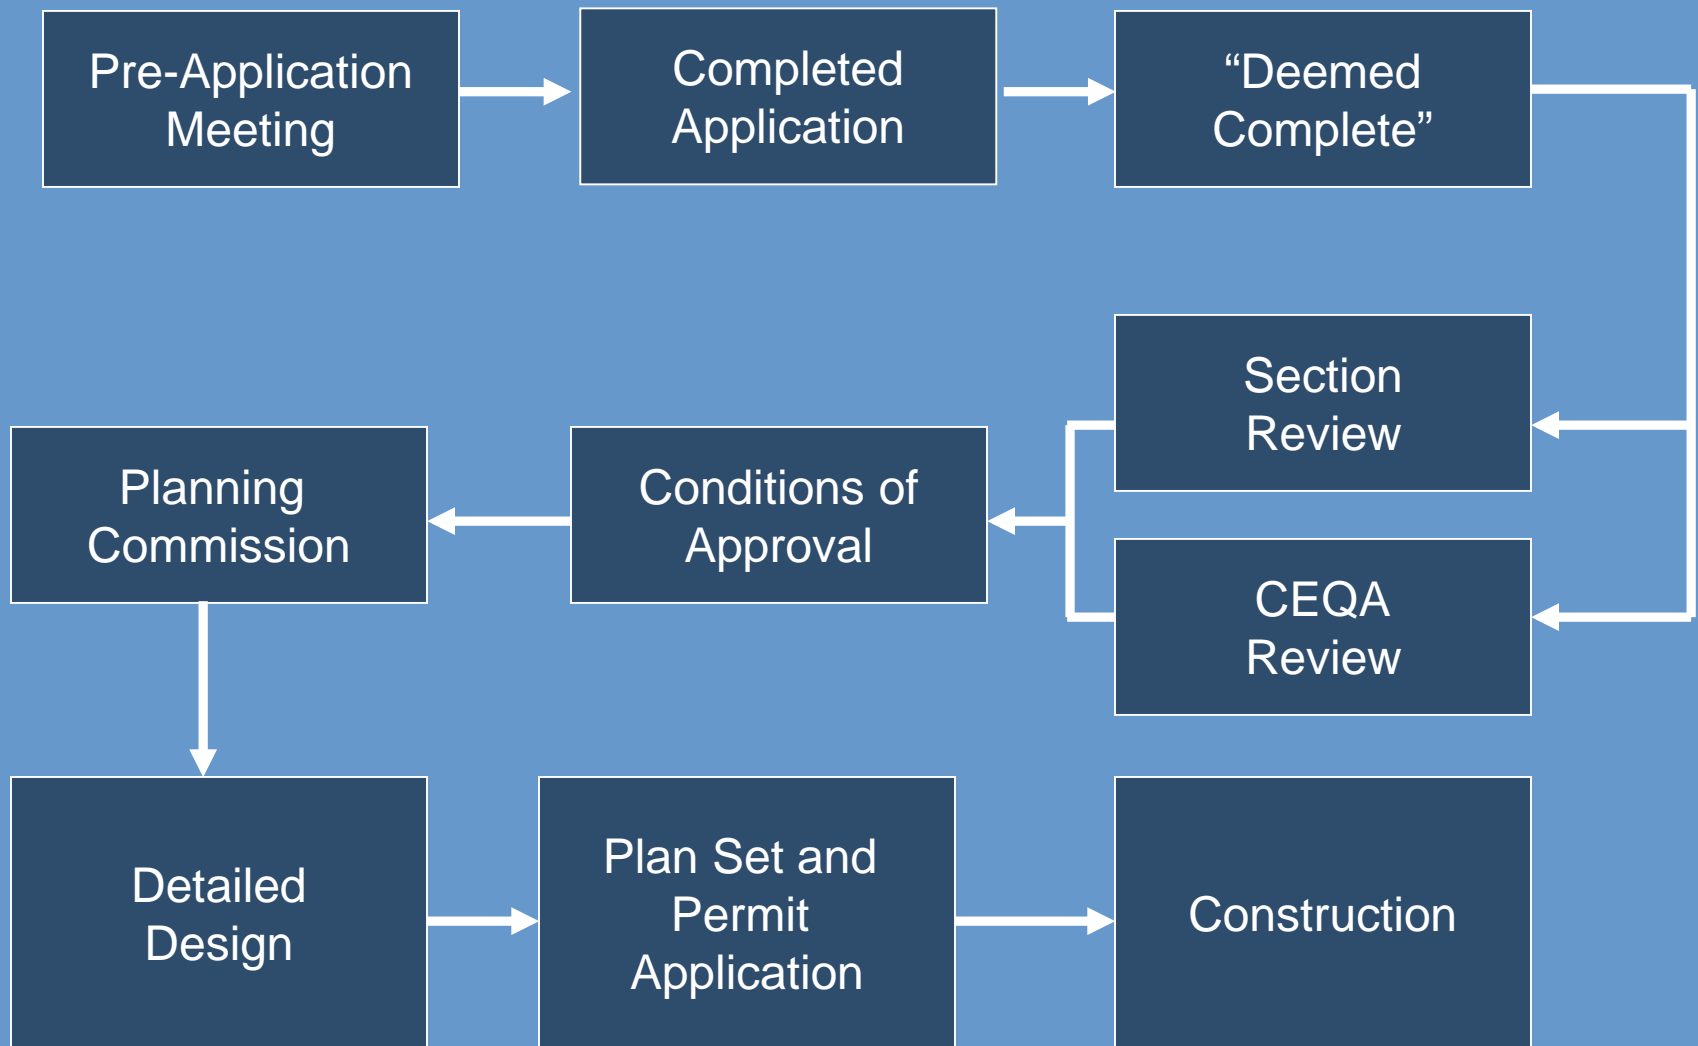 Pre-Application
Meeting
Completed
Application
“Deemed
Complete”
Section
Review
CEQA
Review
Conditions of
Approval
Planning
Commission
Detailed
Design
Plan Set and
Permit
Application
Construction